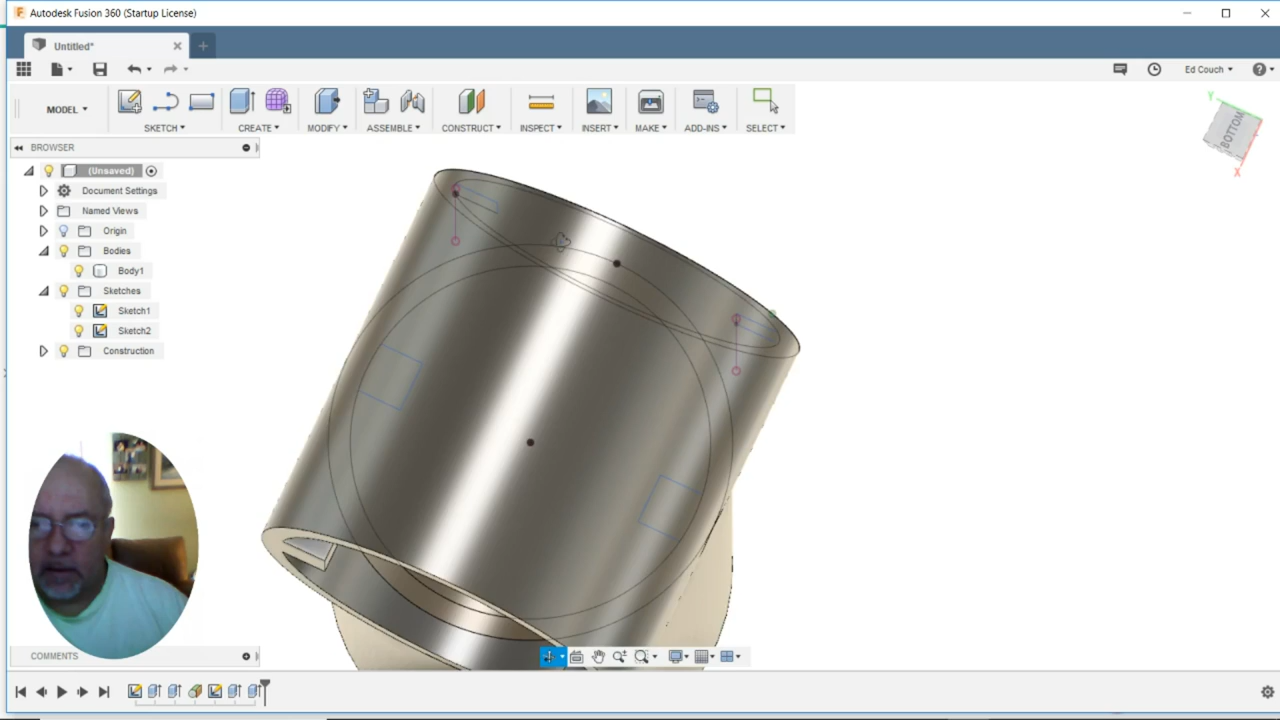 Autodesk Fusion 360 (Startup License)
Untitled*
Ed Couch
MODEL
SKETCH
CREATE
MODIFY
ASSEMBLE
CONSTRUCT
INSPECT
INSERT
MAKE
ADD-INS
SELECT
Y
BOTTOM
X
BROWSER
(Unsaved)
Document Settings
Named Views
Origin
Bodies
Body1
Sketches
Sketch1
Sketch2
Construction
COMMENTS